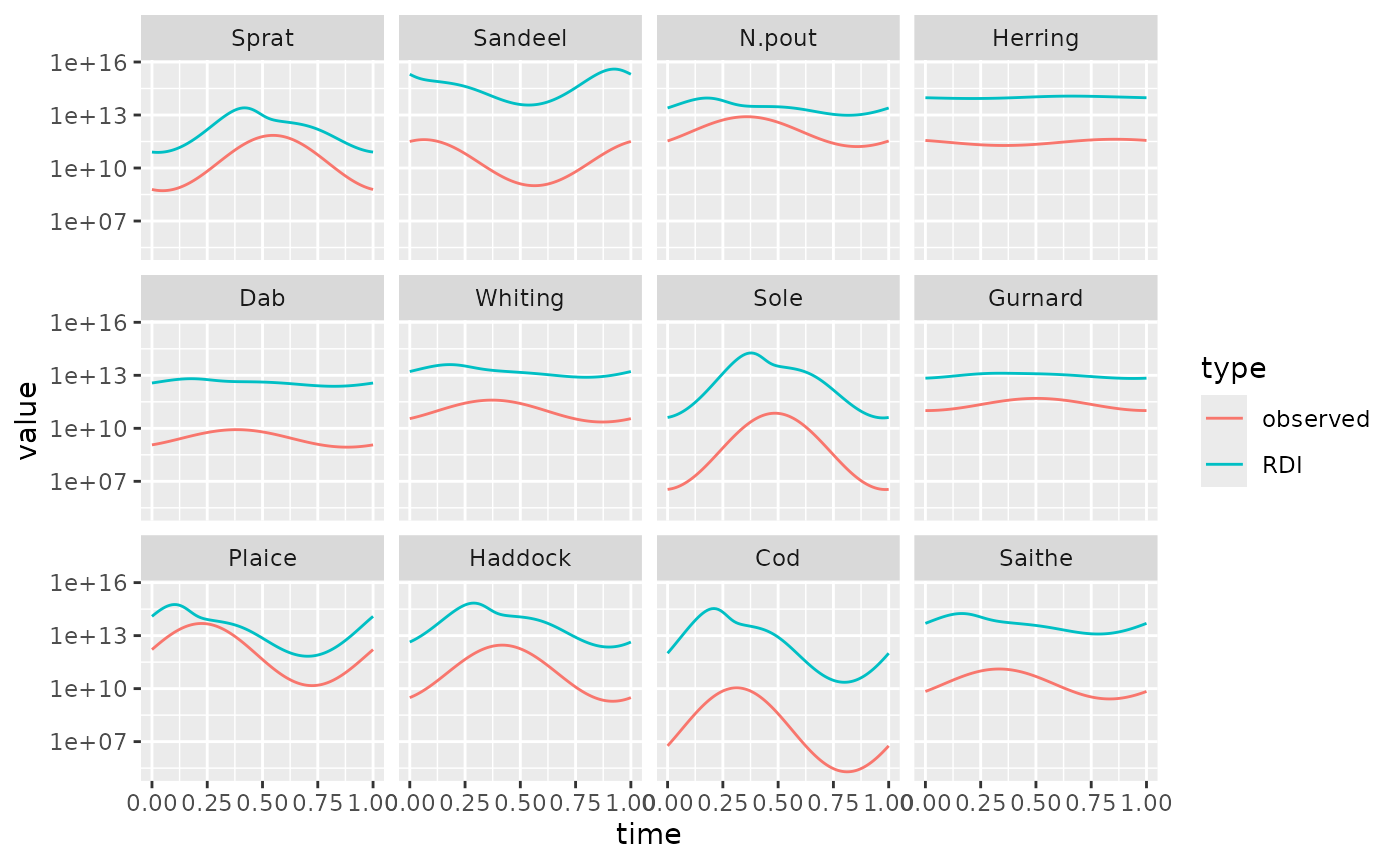 Sprat Sandeel N.pout Herring
1e+16
1e+13
1e+10
1e+07
Dab Whiting Sole Gurnard
1e+16
1e+13
1e+10
1e+07
Plaice Haddock Cod Saithe
1e+16
1e+13
1e+10
1e+07
0.00 0.25 0.50 0.75 1.00 0.00 0.25 0.50 0.75 1.00 0.00 0.25 0.50 0.75 1.00 0.00 0.25 0.50 0.75 1.00
time
value
type
observed
RDI